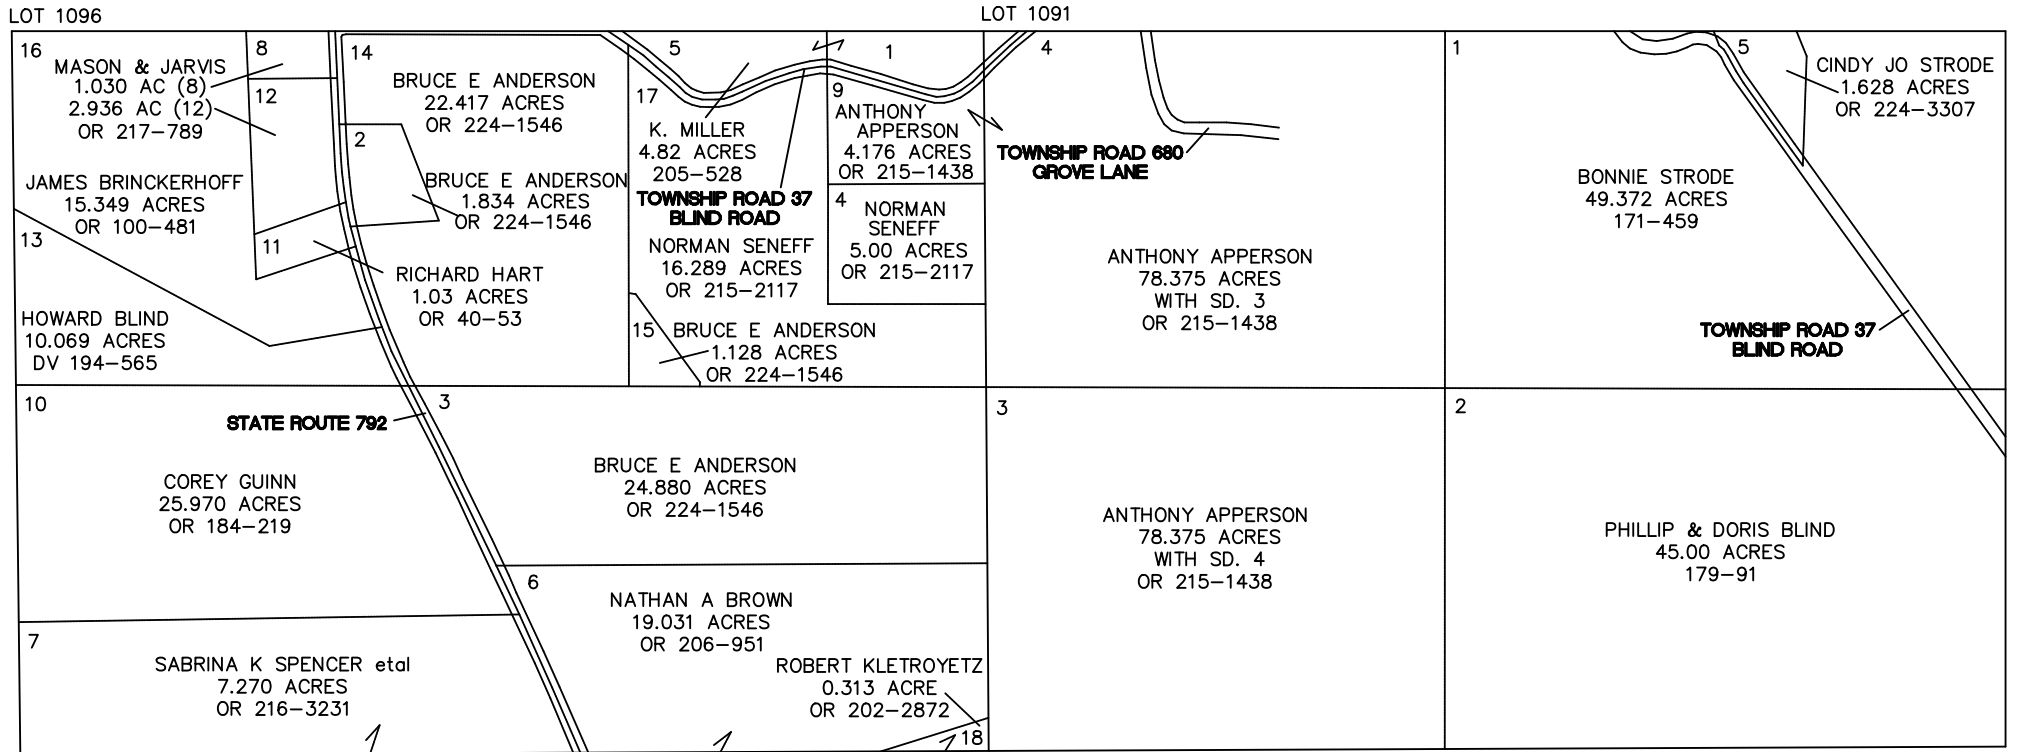 LOT 1096
LOT 1091
16
MASON & JARVIS
1.030 AC (8)
2.936 AC (12)
OR 217-789
8
12
14
BRUCE E ANDERSON
22.417 ACRES
OR 224-1546
2
BRUCE E ANDERSON
1.834 ACRES
OR 224-1546
JAMES BRINCKERHOFF
15.349 ACRES
OR 100-481
13
11
RICHARD HART
1.03 ACRES
OR 40-53
HOWARD BLIND
10.069 ACRES
DV 194-565
5
17
K. MILLER
4.82 ACRES
205-528
TOWNSHIP ROAD 37
BLIND ROAD
NORMAN SENEFF
16.289 ACRES
OR 215-2117
15
BRUCE E ANDERSON
1.128 ACRES
OR 224-1546
1
9
ANTHONY
APPERSON
4.176 ACRES
OR 215-1438
4
NORMAN
SENEFF
5.00 ACRES
OR 215-2117
4
TOWNSHIP ROAD 680
GROVE LANE
ANTHONY APPERSON
78.375 ACRES
WITH SD. 3
OR 215-1438
1
BONNIE STRODE
49.372 ACRES
171-459
5
CINDY JO STRODE
1.628 ACRES
OR 224-3307
TOWNSHIP ROAD 37
BLIND ROAD
10
STATE ROUTE 792
COREY GUINN
25.970 ACRES
OR 184-219
3
BRUCE E ANDERSON
24.880 ACRES
OR 224-1546
3
ANTHONY APPERSON
78.375 ACRES
WITH SD. 4
OR 215-1438
2
PHILLIP & DORIS BLIND
45.00 ACRES
179-91
7
SABRINA K SPENCER etal
7.270 ACRES
OR 216-3231
6
NATHAN A BROWN
19.031 ACRES
OR 206-951
ROBERT KLETROYETZ
0.313 ACRE
OR 202-2872
18